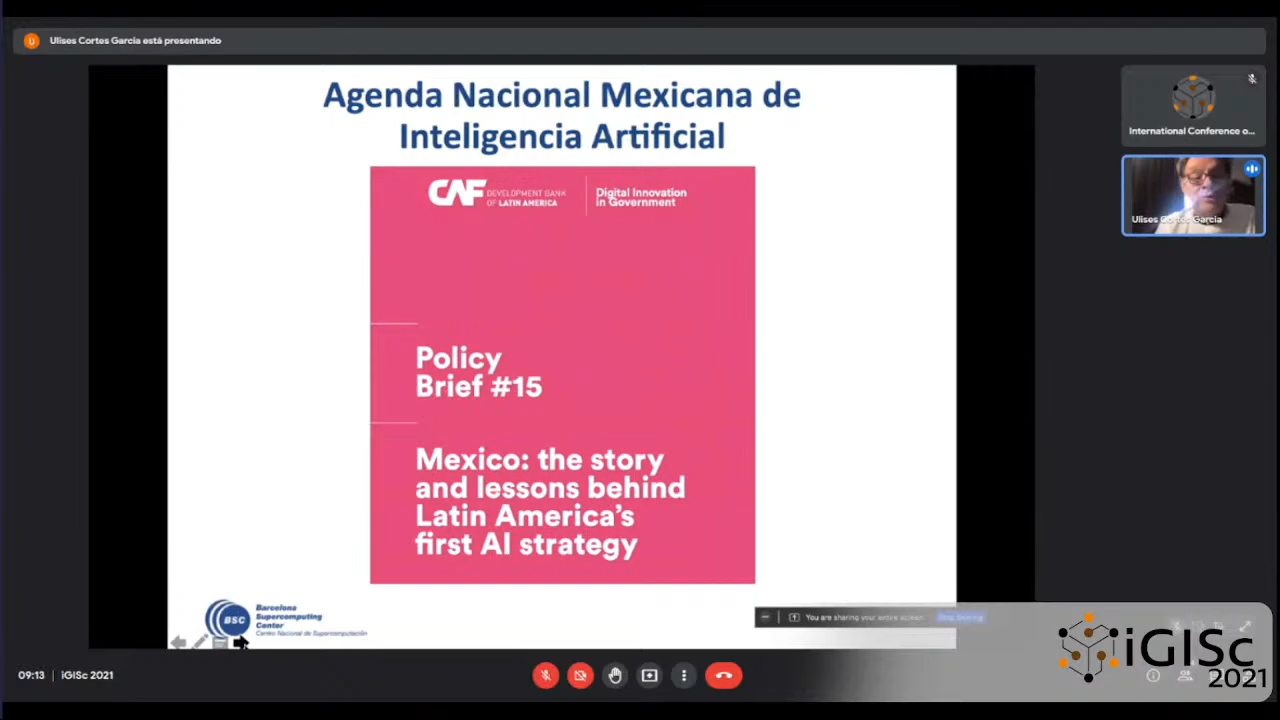 U
Ulises Cortes Garcia está presentando
Agenda Nacional Mexicana de
Inteligencia Artificial
CAF
DEVELOPMENT BANK
OF LATIN AMERICA
Digital Innovation
in Government
Policy
Brief #15
Mexico: the story
and lessons behind
Latin America's
first AI strategy
BSC
Barcelona
Supercomputing
Center
Centro Nacional de Supercomputación
You are sharing your entire screen
Stop Sharing
International Conference o...
Ulises Cortes Garcia
09:13 | iGISc 2021
iGISc
2021